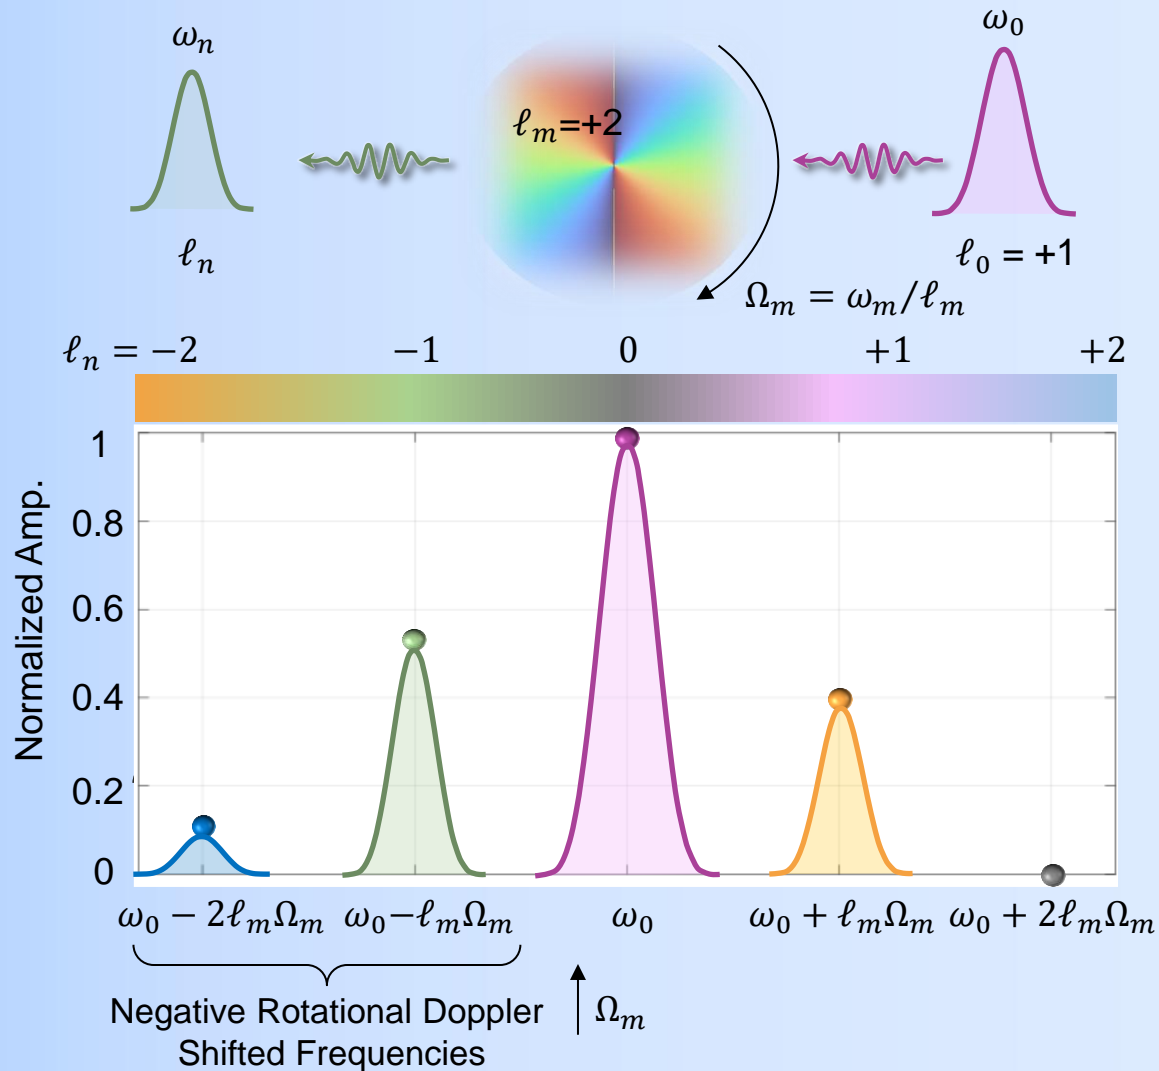 ωₙ
ω₀
ℓₘ=+2
ℓₙ
ℓ₀ = +1
Ωₘ = ωₘ/ℓₘ
ℓₙ = −2 −1 0 +1 +2
Normalized Amp.
1
0.8
0.6
0.4
0.2
0
ω₀ − 2ℓₘΩₘ ω₀−ℓₘΩₘ ω₀ ω₀ + ℓₘΩₘ ω₀ + 2ℓₘΩₘ
Negative Rotational Doppler
Shifted Frequencies
Ωₘ